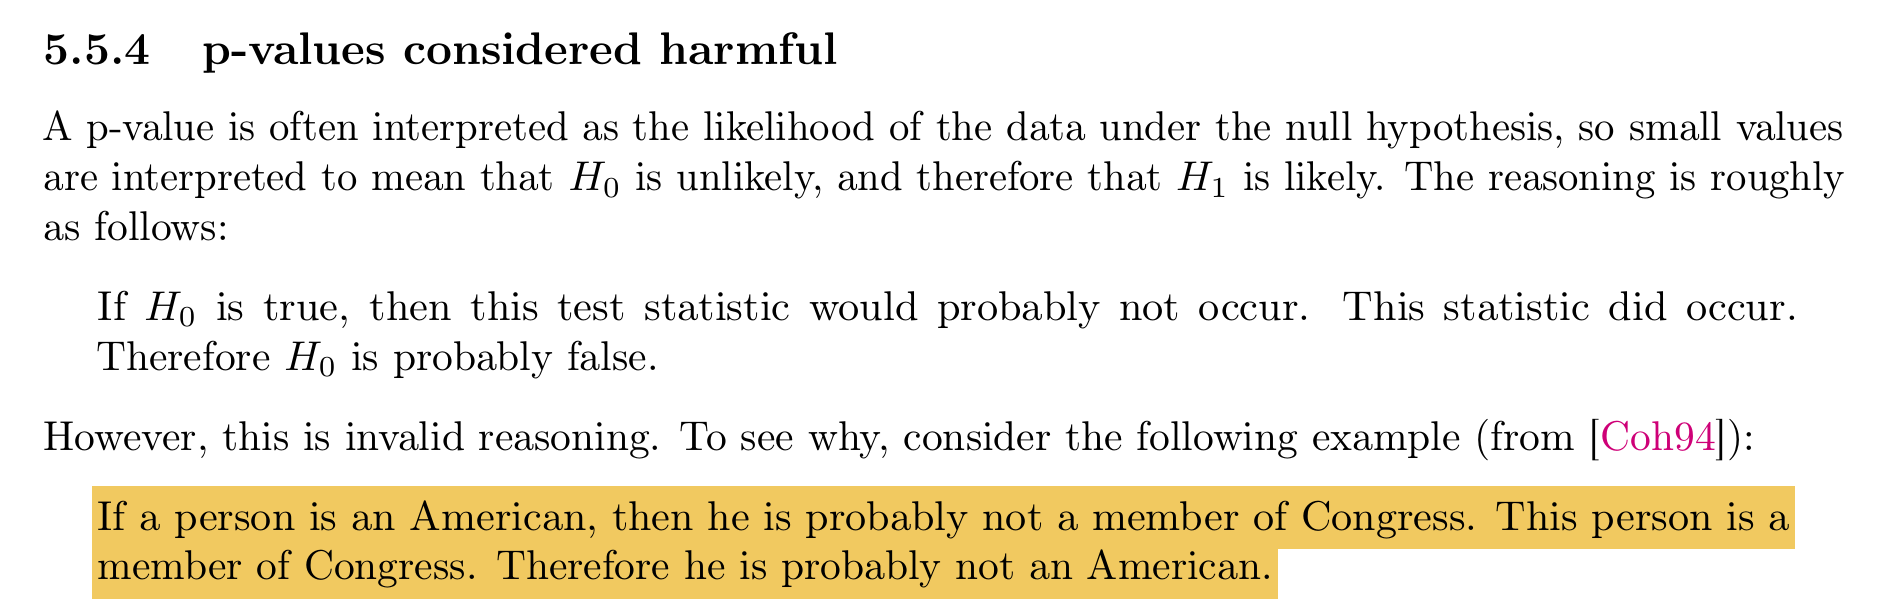 5.5.4 p-values considered harmful
A p-value is often interpreted as the likelihood of the data under the null hypothesis, so small values
are interpreted to mean that H₀ is unlikely, and therefore that H₁ is likely. The reasoning is roughly
as follows:
If H₀ is true, then this test statistic would probably not occur. This statistic did occur.
Therefore H₀ is probably false.
However, this is invalid reasoning. To see why, consider the following example (from [Coh94]):
If a person is an American, then he is probably not a member of Congress. This person is a
member of Congress. Therefore he is probably not an American.